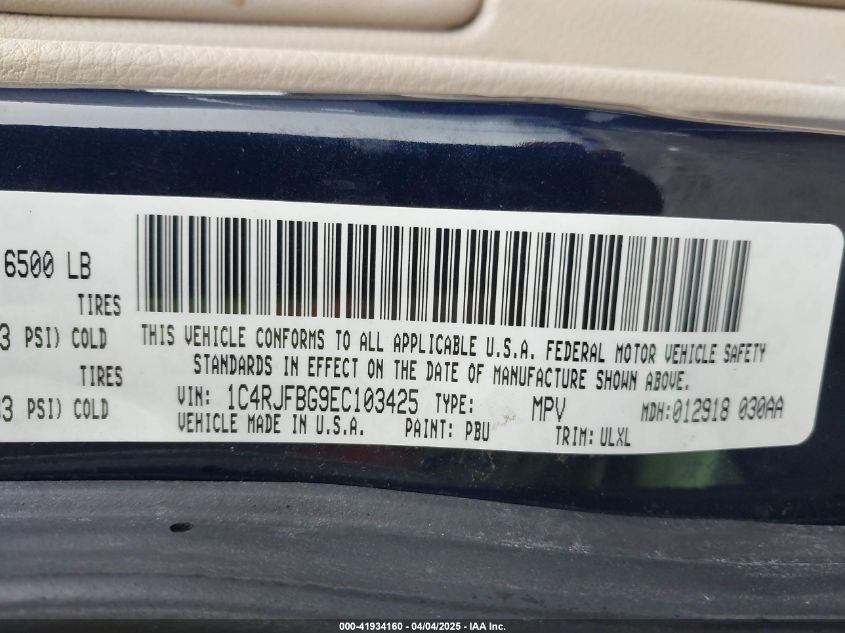 6500 LB
TIRES
3 PSI) COLD
TIRES
33 PSI) COLD
THIS VEHICLE CONFORMS TO ALL APPLICABLE U.S.A. FEDERAL MOTOR VEHICLE SAFETY
STANDARDS IN EFFECT ON THE DATE OF MANUFACTURE SHOWN ABOVE.
VIN: 1C4RJFBG9EC103425 TYPE: MPV MDH:012918 030AA
VEHICLE MADE IN U.S.A. PAINT: PBU TRIM: ULXL
000-41934160 - 04/04/2025 - IAA Inc.